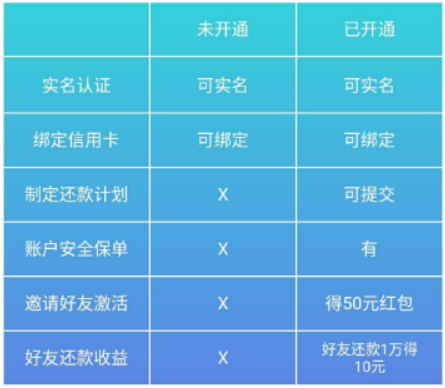 未开通 已开通
实名认证 可实名 可实名
绑定信用卡 可绑定 可绑定
制定还款计划 X 可提交
账户安全保单 X 有
邀请好友激活 X 得50元红包
好友还款收益 X 好友还款1万得
10元